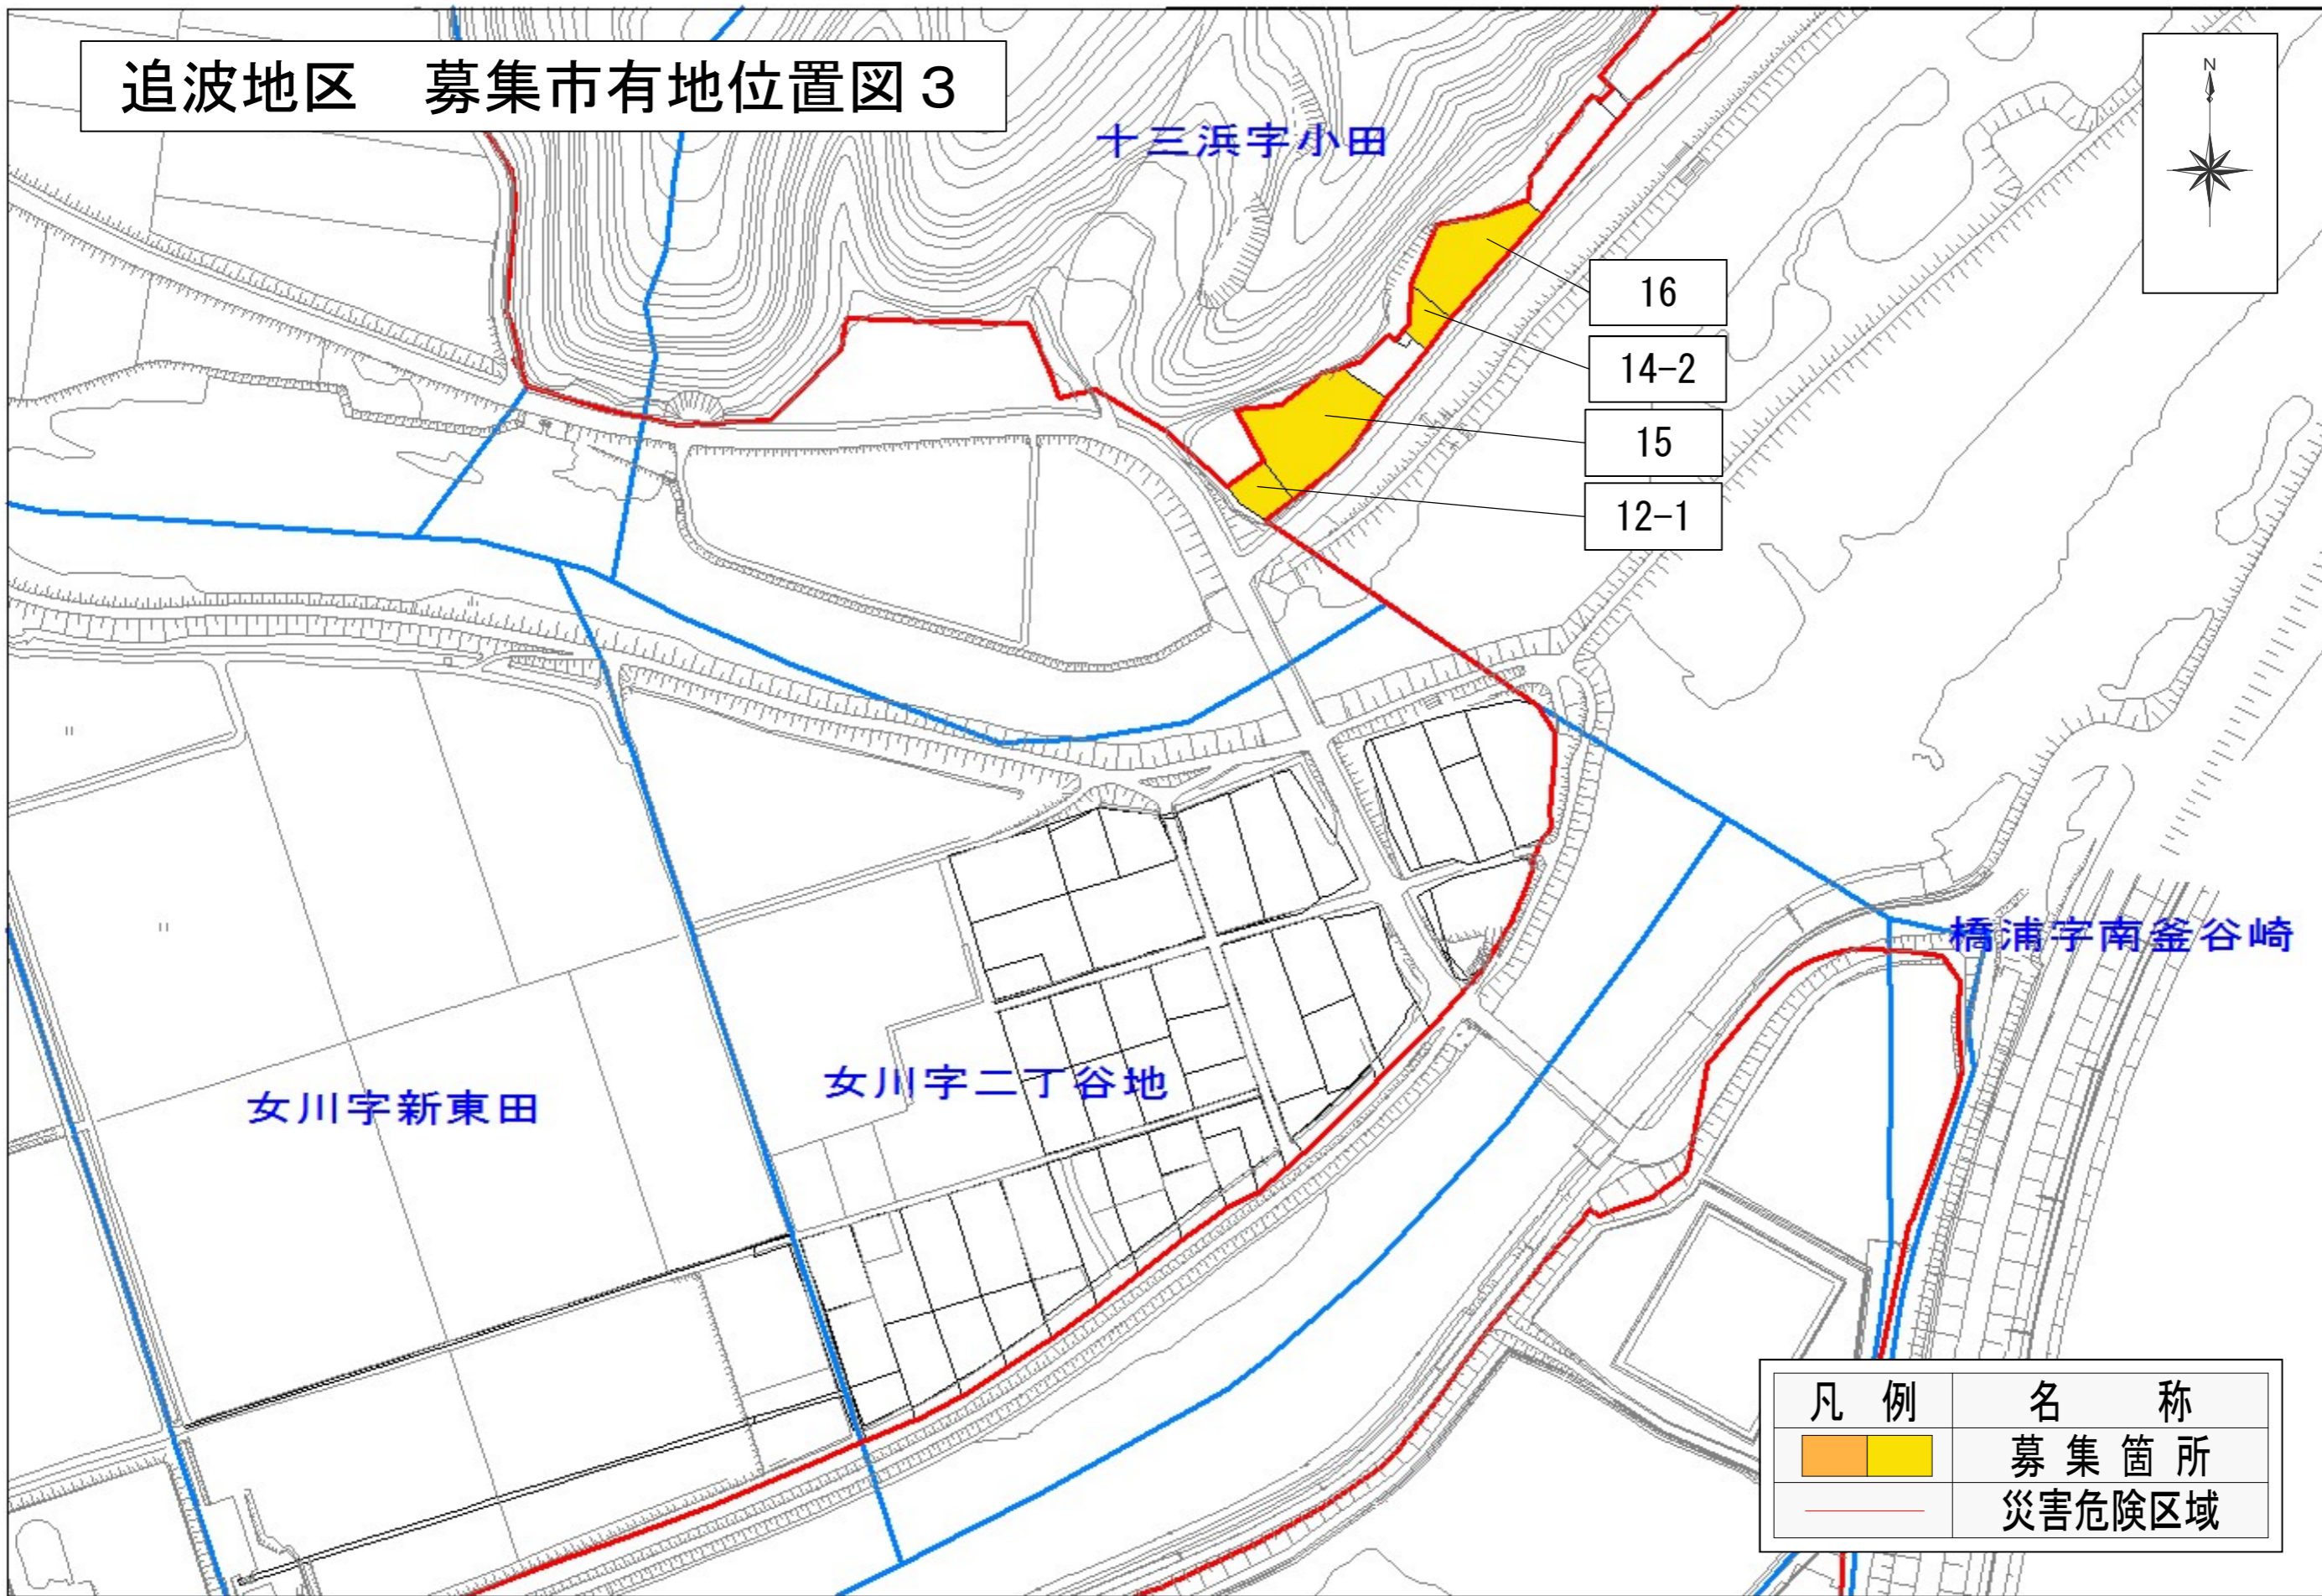 追波地区　募集市有地位置図３
N
十三浜字小田
16
14-2
15
12-1
橋浦字南釜谷崎
女川字二丁谷地
女川字新東田
凡　例　名　称
募集箇所
災害危険区域